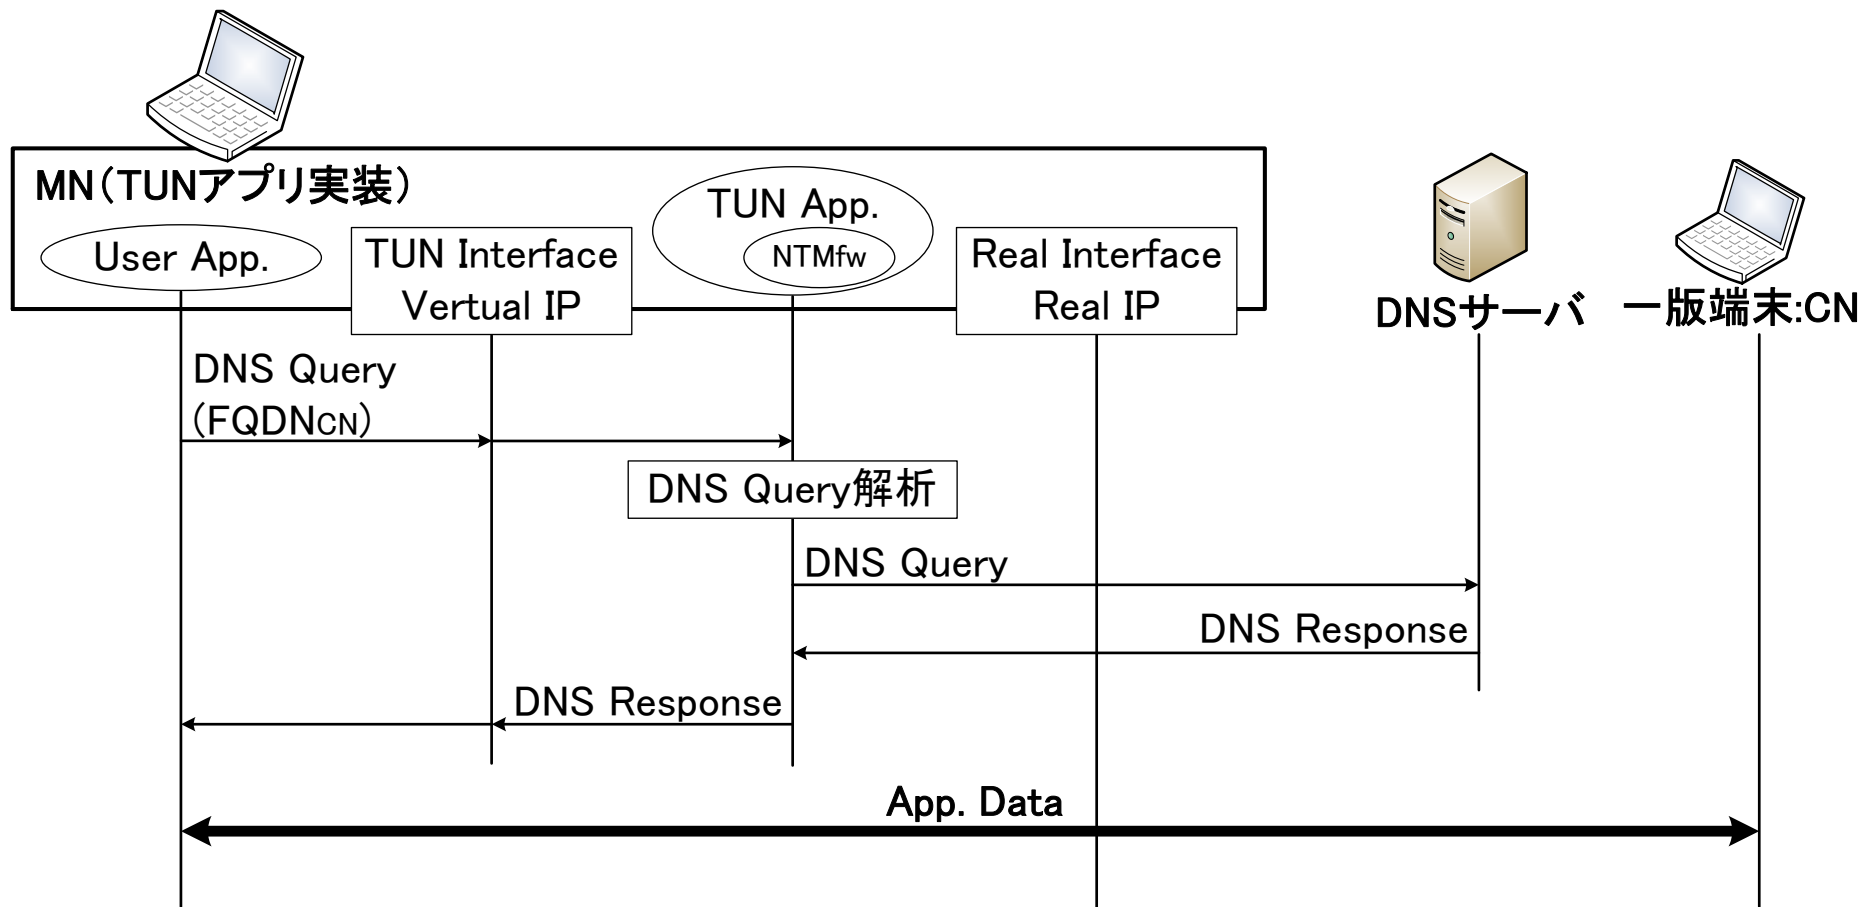 MN(TUNアプリ実装)
TUN App.
NTMfw
User App.
TUN Interface
Vertual IP
Real Interface
Real IP
DNSサーバ
一版端末:CN
DNS Query
(FQDNCN)
DNS Query解析
DNS Query
DNS Response
DNS Response
App. Data